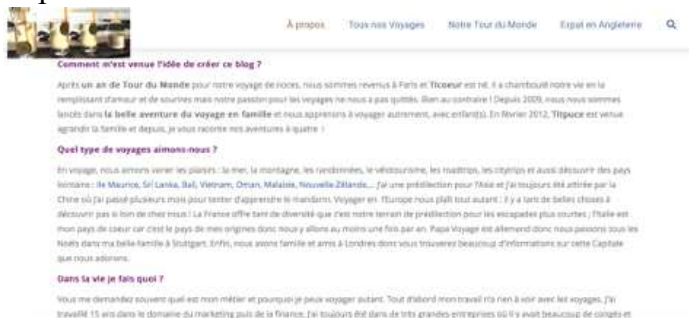 À propos Tous nos Voyages Notre Tour du Monde Expat en Angleterre
Comment m'est venue l'idée de créer ce blog ?
Après un an de Tour du Monde pour notre voyage de noces, nous sommes revenus à Paris et Ticoeur est né. Il a chamboulé notre vie en la
remplissant d'amour et de sourires mais notre passion pour les voyages ne nous a pas quittés. Bien au contraire ! Depuis 2009, nous nous sommes
lancés dans la belle aventure du voyage en famille et nous apprenons à voyager autrement, avec enfant(s). En février 2012, Titpuce est venue
agrandir la famille et depuis, je vous raconte nos aventures à quatre !
Quel type de voyages aimons-nous ?
En voyage, nous aimons varier les plaisirs : la mer, la montagne, les randonnées, le vélotourisme, les roadtrips, les citytrips et aussi découvrir des pays
lointains : Ile Maurice, Sri Lanka, Bali, Vietnam, Oman, Malaisie, Nouvelle-Zélande,... J'ai une prédilection pour l'Asie et j'ai toujours été attirée par la
Chine où j'ai passé plusieurs mois pour tenter d'apprendre le mandarin. Voyager en l'Europe nous plaît tout autant : il y a tant de belles choses à
découvrir pas si loin de chez nous ! La France offre tant de diversité que c'est notre terrain de prédilection pour les escapades plus courtes ; l'Italie est
mon pays de coeur car c'est le pays de mes origines donc nous y allons au moins une fois par an. Papa Voyage est allemand donc nous passons tous les
Noëls dans ma belle-famille à Stuttgart. Enfin, nous avons famille et amis à Londres dont vous trouverez beaucoup d'informations sur cette Capitale
que nous adorons.
Dans la vie je fais quoi ?
Vous me demandez souvent quel est mon métier et pourquoi je peux voyager autant. Tout d'abord mon travail n'a rien à voir avec les voyages. J'ai
travaillé 15 ans dans le domaine du marketing puis de la finance. J'ai toujours été dans de très grandes entreprises où il y avait beaucoup de congés et